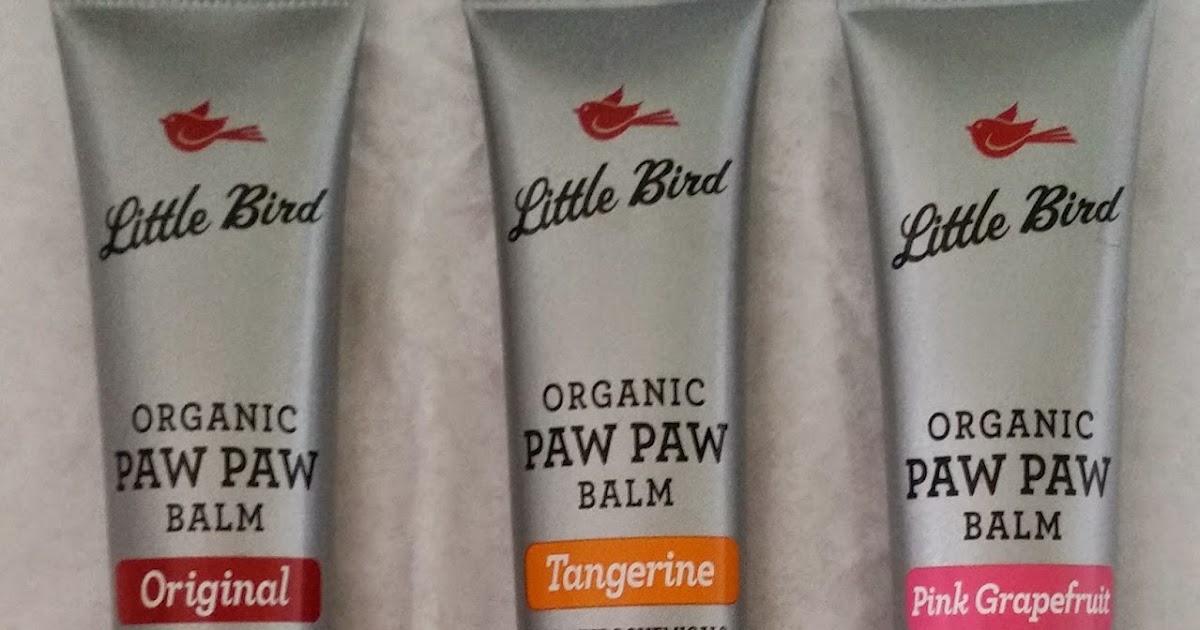 Little Bird
ORGANIC
PAW PAW
BALM
Original
Little Bird
ORGANIC
PAW PAW
BALM
Tangerine
Little Bird
ORGANIC
PAW PAW
BALM
Pink Grapefruit